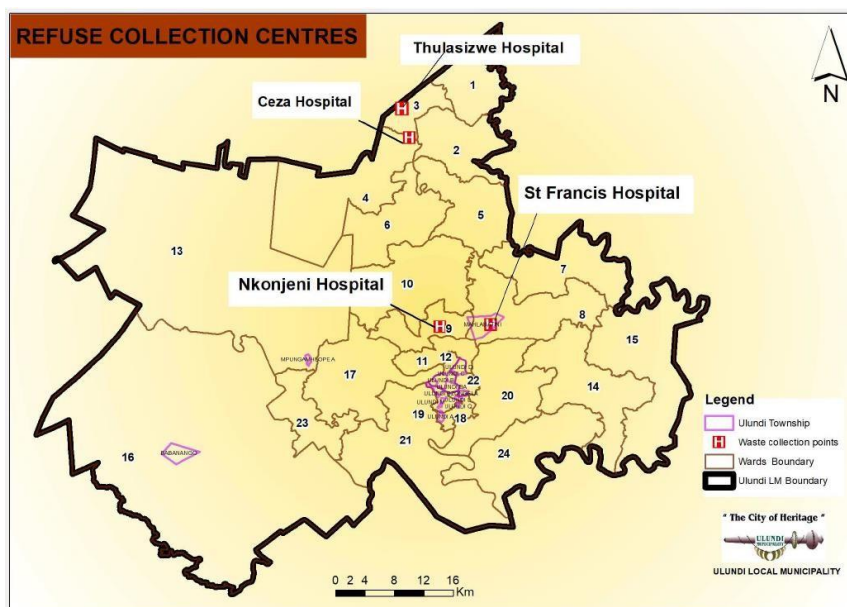 REFUSE COLLECTION CENTRES
Thulasizwe Hospital
N
1
3
Ceza Hospital
2
4
St Francis Hospital
5
6
13
7
10
Nkonjeni Hospital
8
9
15
12
11
22
17
20
14
19
18
23
21
24
16
BABANANGO
ULUNDI D
ULUNDI A
Legend
Ulundi Township
H Waste collection points
Wards Boundary
Ulundi LM Boundary
" The City of Heritage "
ULUNDI
ULUNDI LOCAL MUNICIPALITY
0 2 4 8 12 16
Km